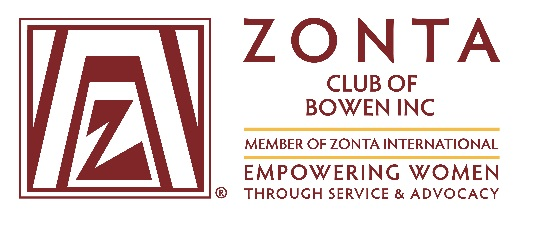 ZONTA
CLUB OF
BOWEN INC
MEMBER OF ZONTA INTERNATIONAL
EMPOWERING WOMEN
THROUGH SERVICE & ADVOCACY
Z
®